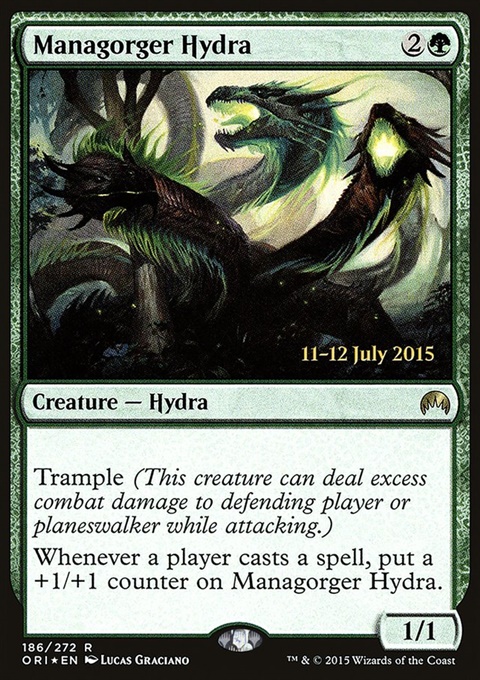 Managorger Hydra 2
11–12 July 2015
Creature — Hydra
Trample (This creature can deal excess
combat damage to defending player or
planeswalker while attacking.)
Whenever a player casts a spell, put a
+1/+1 counter on Managorger Hydra.
1/1
186/272 R
ORI★EN Lucas Graciano
™ & © 2015 Wizards of the Coast